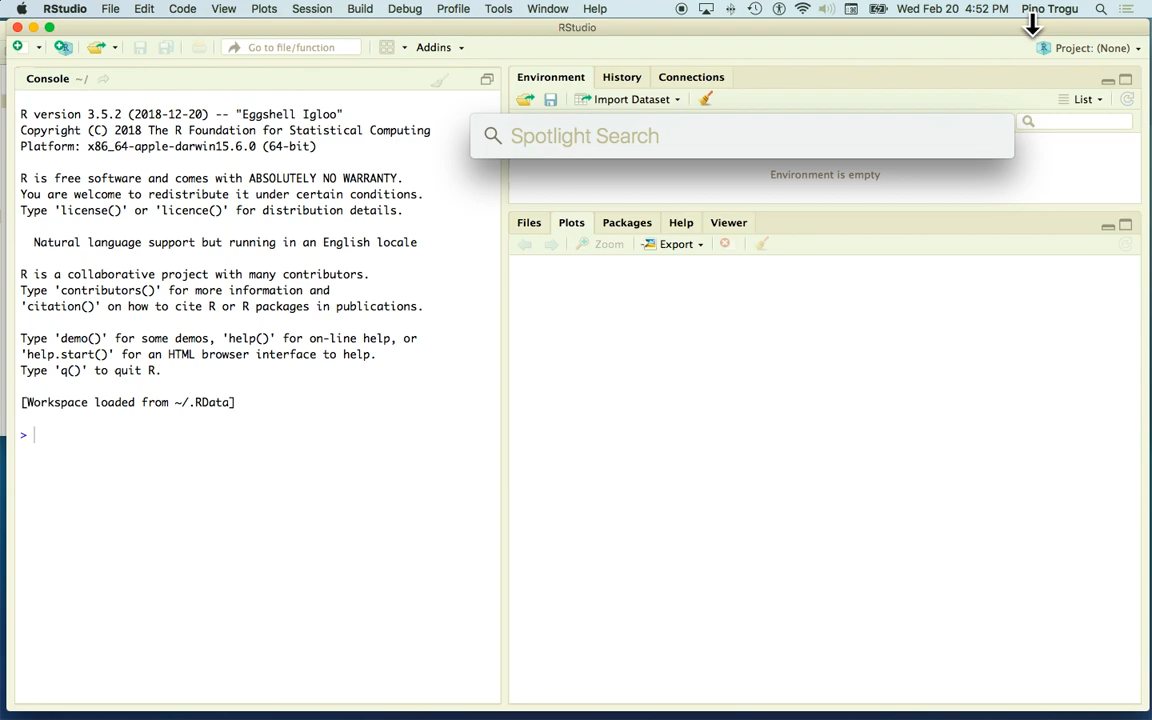 RStudio File Edit Code View Plots Session Build Debug Profile Tools Window Help Wed Feb 20 4:52 PM Pino Trogu
RStudio
Go to file/function Addins Project: (None)
Console ~/
R version 3.5.2 (2018-12-20) -- "Eggshell Igloo"
Copyright (C) 2018 The R Foundation for Statistical Computing
Platform: x86_64-apple-darwin15.6.0 (64-bit)
R is free software and comes with ABSOLUTELY NO WARRANTY.
You are welcome to redistribute it under certain conditions.
Type 'license()' or 'licence()' for distribution details.
Natural language support but running in an English locale
R is a collaborative project with many contributors.
Type 'contributors()' for more information and
'citation()' on how to cite R or R packages in publications.
Type 'demo()' for some demos, 'help()' for on-line help, or
'help.start()' for an HTML browser interface to help.
Type 'q()' to quit R.
[Workspace loaded from ~/.RData]
>
Environment History Connections
Import Dataset List
Spotlight Search
Environment is empty
Files Plots Packages Help Viewer
Zoom Export